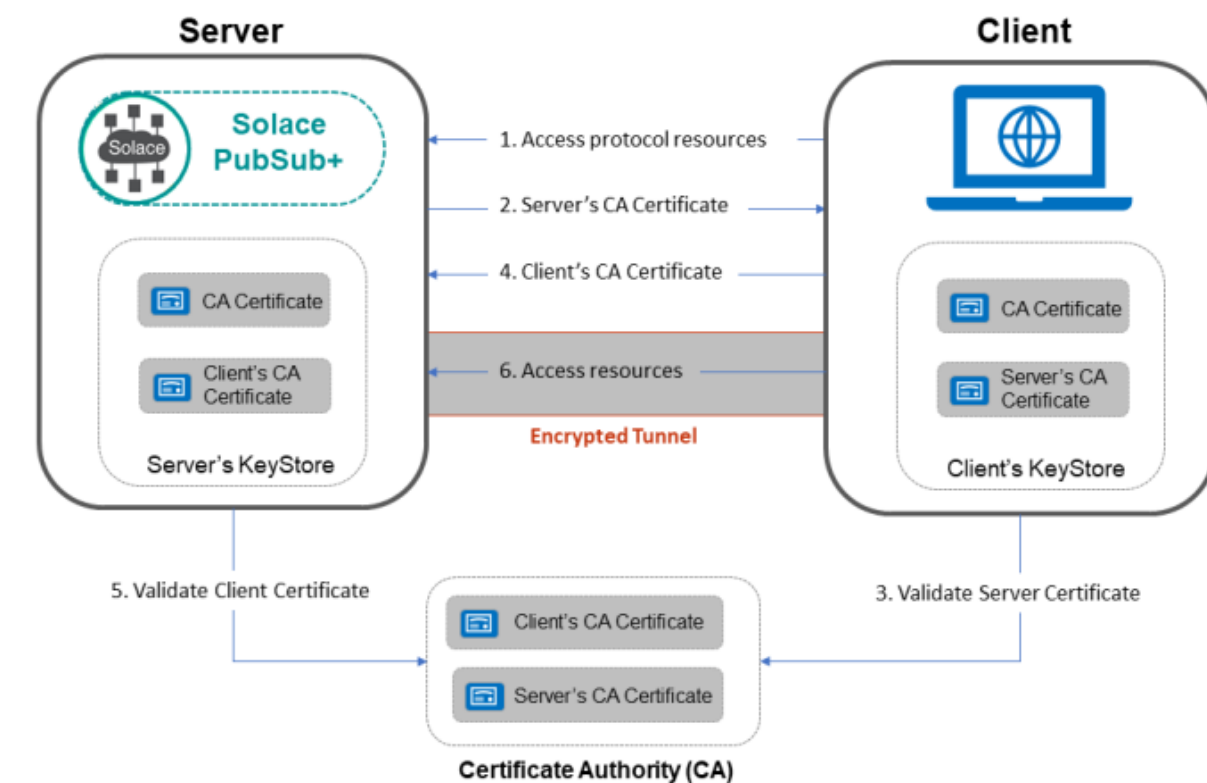 Server
Client
Solace
Solace
PubSub+
1. Access protocol resources
2. Server's CA Certificate
4. Client's CA Certificate
CA Certificate
CA Certificate
6. Access resources
Client's CA
Certificate
Server's CA
Certificate
Encrypted Tunnel
Server's KeyStore
Client's KeyStore
5. Validate Client Certificate
3. Validate Server Certificate
Client's CA Certificate
Server's CA Certificate
Certificate Authority (CA)